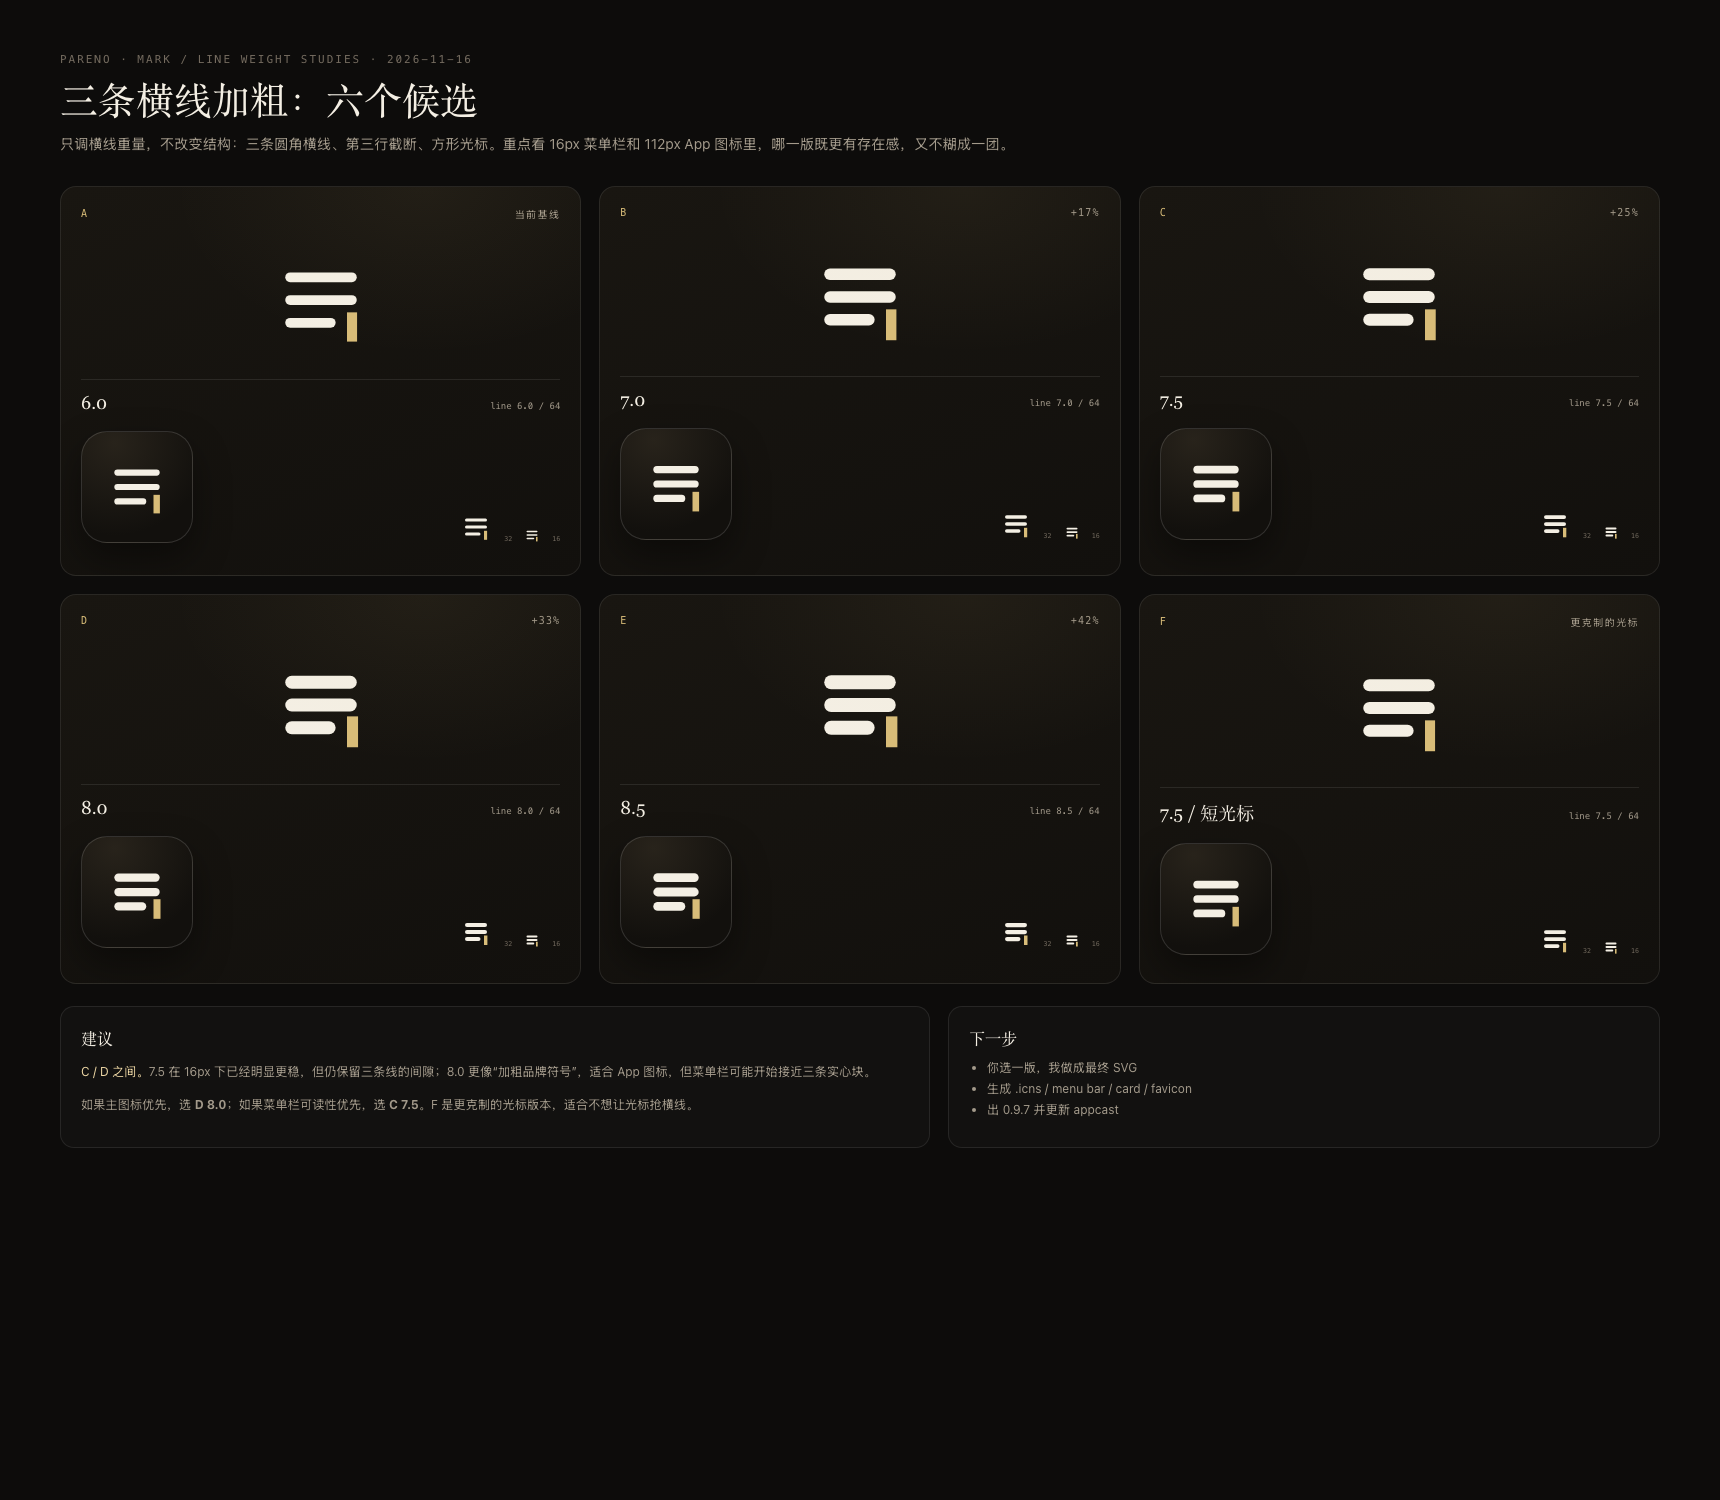 PARENO · MARK / LINE WEIGHT STUDIES · 2026-11-16
三条横线加粗：六个候选
只调横线重量，不改变结构：三条圆角横线、第三行截断、方形光标。重点看 16px 菜单栏和 112px App 图标里，哪一版既更有存在感，又不糊成一团。
A
当前基线
6.0
line 6.0 / 64
32
16
B
+17%
7.0
line 7.0 / 64
32
16
C
+25%
7.5
line 7.5 / 64
32
16
D
+33%
8.0
line 8.0 / 64
32
16
E
+42%
8.5
line 8.5 / 64
32
16
F
更克制的光标
7.5 / 短光标
line 7.5 / 64
32
16
建议
C / D 之间。7.5 在 16px 下已经明显更稳，但仍保留三条线的间隙；8.0 更像“加粗品牌符号”，适合 App 图标，但菜单栏可能开始接近三条实心块。
如果主图标优先，选 D 8.0；如果菜单栏可读性优先，选 C 7.5。F 是更克制的光标版本，适合不想让光标抢横线。
下一步
• 你选一版，我做成最终 SVG
• 生成 .icns / menu bar / card / favicon
• 出 0.9.7 并更新 appcast